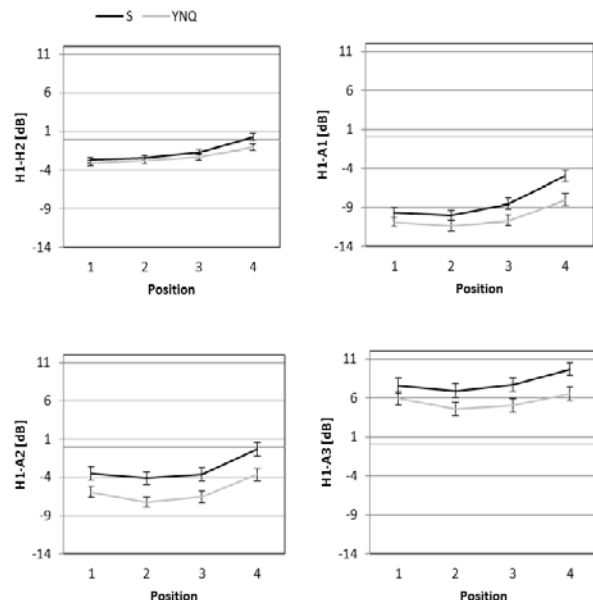 S YNQ
H1-H2 [dB]
11
6
1
-4
-9
-14
1 2 3 4
Position
H1-A1 [dB]
11
6
1
-4
-9
-14
1 2 3 4
Position
H1-A2 [dB]
11
6
1
-4
-9
-14
1 2 3 4
Position
H1-A3 [dB]
11
6
1
-4
-9
-14
1 2 3 4
Position